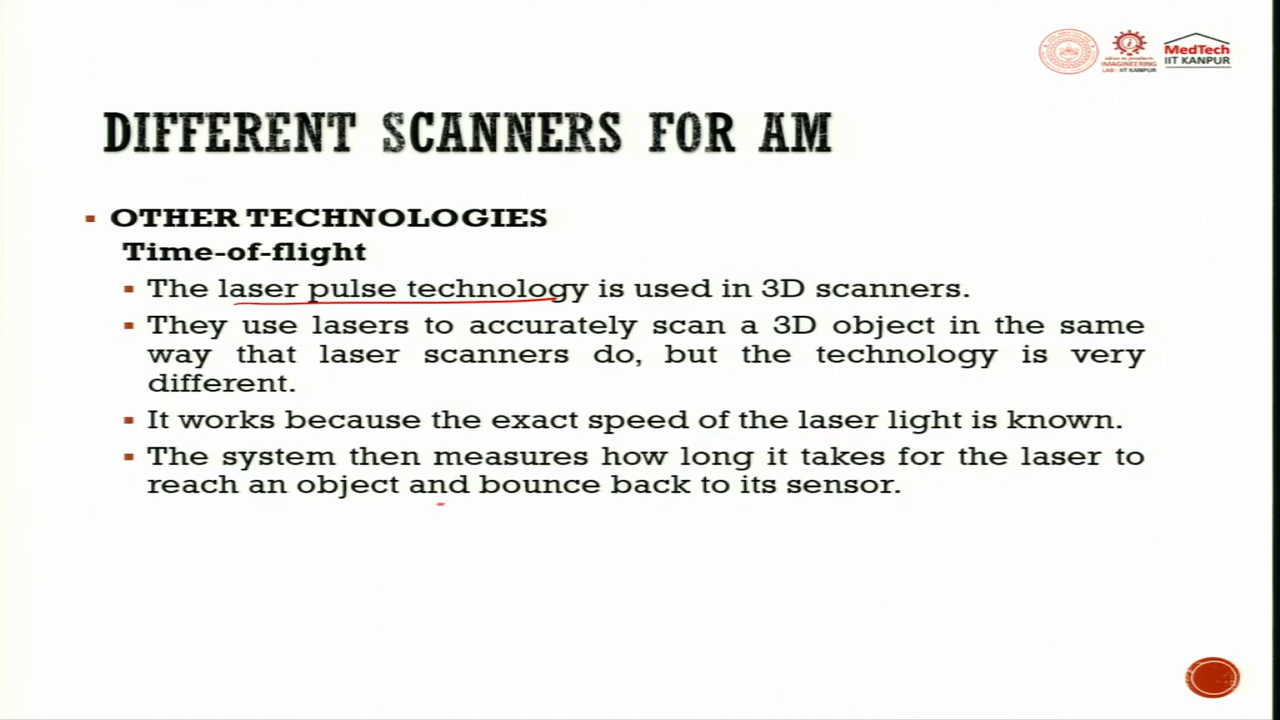 MedTech
IIT KANPUR
IMAGINEERING
LAB IIT KANPUR
DIFFERENT SCANNERS FOR AM
OTHER TECHNOLOGIES
Time-of-flight
The laser pulse technology is used in 3D scanners.
They use lasers to accurately scan a 3D object in the same
way that laser scanners do, but the technology is very
different.
It works because the exact speed of the laser light is known.
The system then measures how long it takes for the laser to
reach an object and bounce back to its sensor.